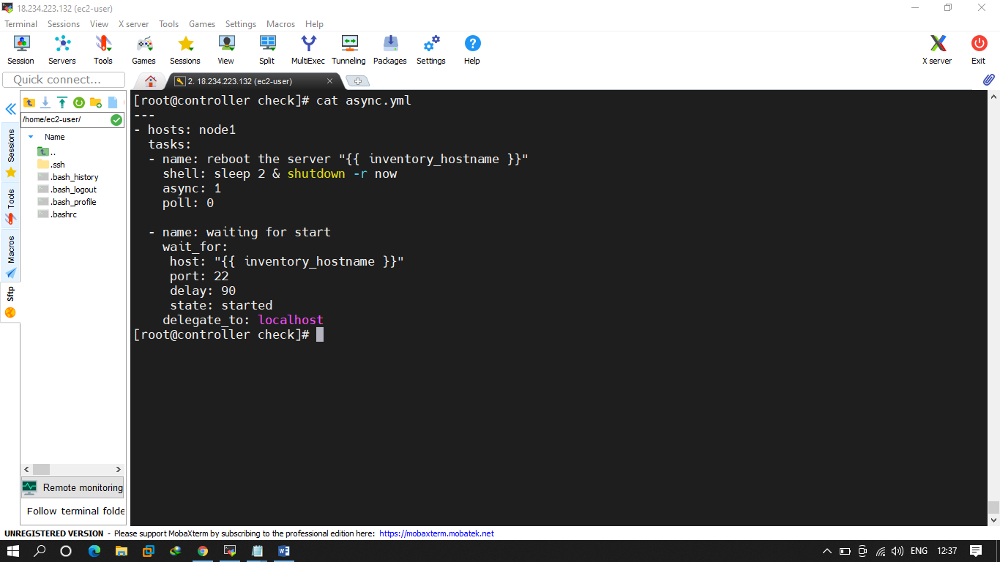 18.234.223.132 (ec2-user)
Terminal Sessions View X server Tools Games Settings Macros Help
Session Servers Tools Games Sessions View Split MultiExec Tunneling Packages Settings Help X server Exit
Quick connect...
2. 18.234.223.132 (ec2-user)
/home/ec2-user/
Name
..
.ssh
.bash_history
.bash_logout
.bash_profile
.bashrc
Sessions
Tools
Macros
Sftp
Remote monitoring
Follow terminal folde
[root@controller check]# cat async.yml
---
- hosts: node1
  tasks:
  - name: reboot the server "{{ inventory_hostname }}"
    shell: sleep 2 & shutdown -r now
    async: 1
    poll: 0
  - name: waiting for start
    wait_for:
     host: "{{ inventory_hostname }}"
     port: 22
     delay: 90
     state: started
    delegate_to: localhost
[root@controller check]#
UNREGISTERED VERSION - Please support MobaXterm by subscribing to the professional edition here: https://mobaxterm.mobatek.net
ENG 12:37